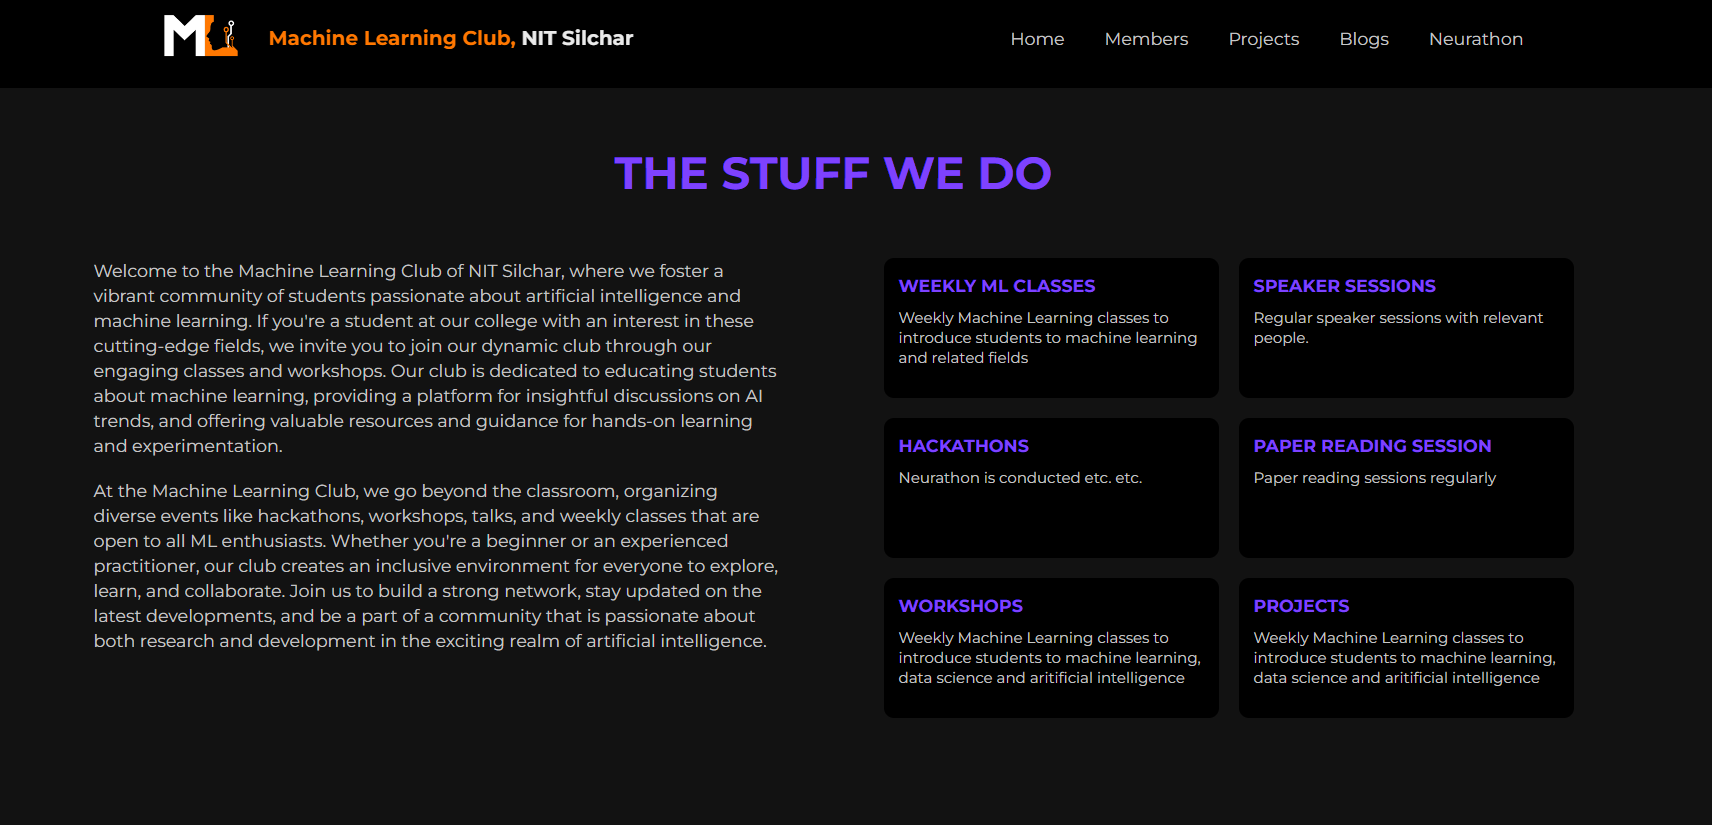 ML
Machine Learning Club, NIT Silchar
Home Members Projects Blogs Neurathon
THE STUFF WE DO
Welcome to the Machine Learning Club of NIT Silchar, where we foster a
vibrant community of students passionate about artificial intelligence and
machine learning. If you're a student at our college with an interest in these
cutting-edge fields, we invite you to join our dynamic club through our
engaging classes and workshops. Our club is dedicated to educating students
about machine learning, providing a platform for insightful discussions on AI
trends, and offering valuable resources and guidance for hands-on learning
and experimentation.
At the Machine Learning Club, we go beyond the classroom, organizing
diverse events like hackathons, workshops, talks, and weekly classes that are
open to all ML enthusiasts. Whether you're a beginner or an experienced
practitioner, our club creates an inclusive environment for everyone to explore,
learn, and collaborate. Join us to build a strong network, stay updated on the
latest developments, and be a part of a community that is passionate about
both research and development in the exciting realm of artificial intelligence.
WEEKLY ML CLASSES
Weekly Machine Learning classes to
introduce students to machine learning
and related fields
SPEAKER SESSIONS
Regular speaker sessions with relevant
people.
HACKATHONS
Neurathon is conducted etc. etc.
PAPER READING SESSION
Paper reading sessions regularly
WORKSHOPS
Weekly Machine Learning classes to
introduce students to machine learning,
data science and aritificial intelligence
PROJECTS
Weekly Machine Learning classes to
introduce students to machine learning,
data science and aritificial intelligence